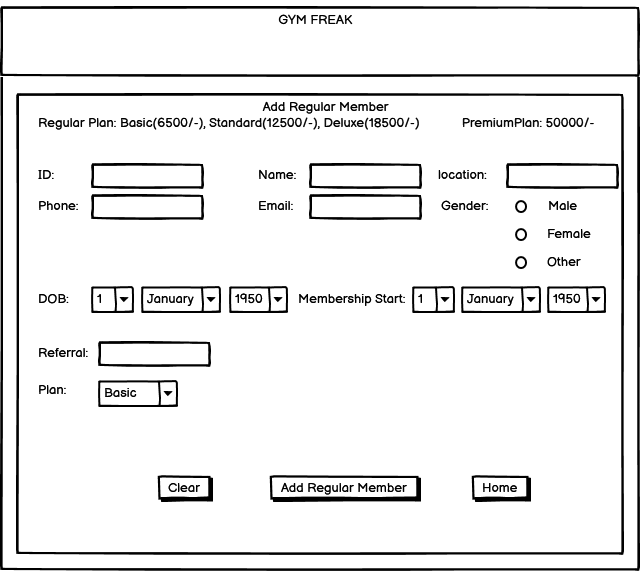 GYM FREAK
Add Regular Member
Regular Plan: Basic(6500/-), Standard(12500/-), Deluxe(18500/-) PremiumPlan: 50000/-
ID: Name: location:
Phone: Email: Gender: Male
Female
Other
DOB: 1 January 1950 Membership Start: 1 January 1950
Referral:
Plan: Basic
Clear Add Regular Member Home